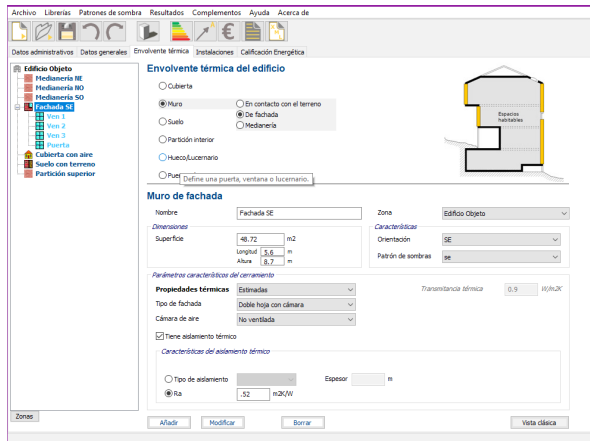 Archivo Librerías Patrones de sombra Resultados Complementos Ayuda Acerca de
Datos administrativos Datos generales Envolvente térmica Instalaciones Calificación Energética
Edificio Objeto
Medianería NE
Medianería NO
Medianería SO
Fachada SE
Ven 1
Ven 2
Ven 3
Puerta
Cubierta con aire
Suelo con terreno
Partición superior
Zonas
Envolvente térmica del edificio
Cubierta
Muro
En contacto con el terreno
De fachada
Medianería
Suelo
Partición interior
Hueco/Lucernario
Define una puerta, ventana o lucernario.
Espacios
habitables
Muro de fachada
Nombre Fachada SE Zona Edificio Objeto
Dimensiones Características
Superficie 48.72 m2 Orientación SE
Longitud 5.6 m
Altura 8.7 m
Patrón de sombras se
Parámetros característicos del cerramiento
Propiedades térmicas Estimadas Transmitancia térmica 0.9 W/m2K
Tipo de fachada Doble hoja con cámara
Cámara de aire No ventilada
Tiene aislamiento térmico
Características del aislamiento térmico
Tipo de aislamiento Espesor m
Ra .52 m2K/W
Añadir Modificar Borrar Vista clásica